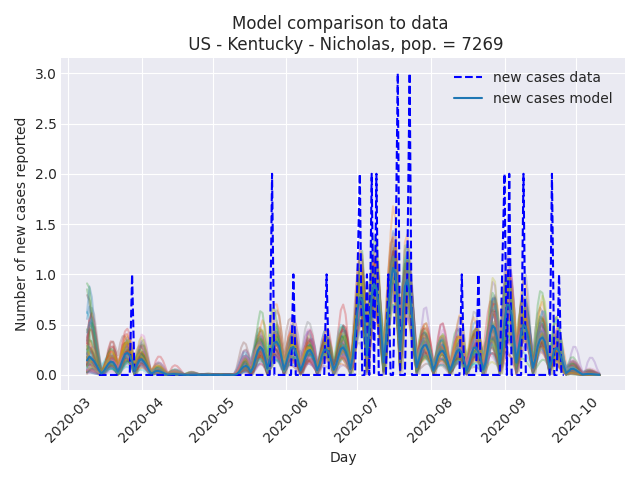 Model comparison to data
US - Kentucky - Nicholas, pop. = 7269
new cases data
new cases model
Number of new cases reported
3.0
2.5
2.0
1.5
1.0
0.5
0.0
2020-03
2020-04
2020-05
2020-06
2020-07
2020-08
2020-09
2020-10
Day